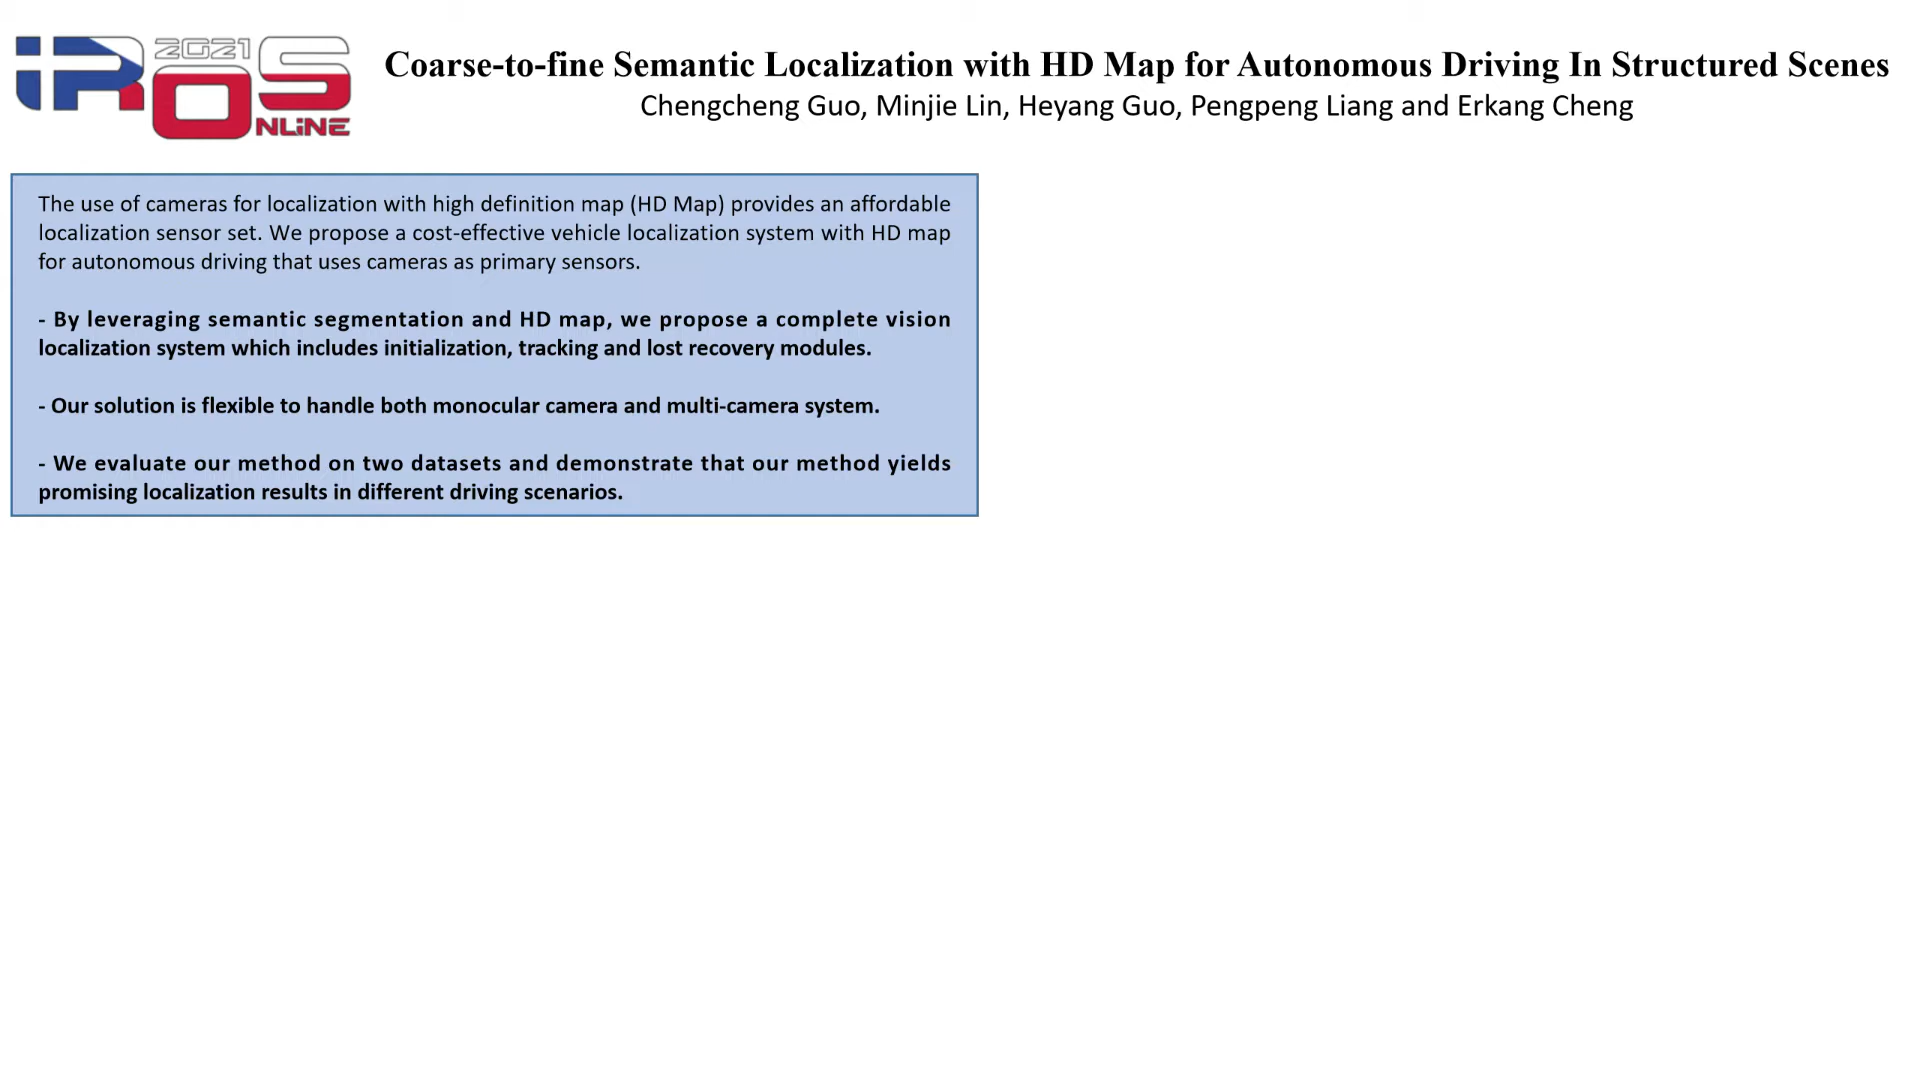 iROS 2021 ONLINE
Coarse-to-fine Semantic Localization with HD Map for Autonomous Driving In Structured Scenes
Chengcheng Guo, Minjie Lin, Heyang Guo, Pengpeng Liang and Erkang Cheng
The use of cameras for localization with high definition map (HD Map) provides an affordable
localization sensor set. We propose a cost-effective vehicle localization system with HD map
for autonomous driving that uses cameras as primary sensors.
- By leveraging semantic segmentation and HD map, we propose a complete vision
localization system which includes initialization, tracking and lost recovery modules.
- Our solution is flexible to handle both monocular camera and multi-camera system.
- We evaluate our method on two datasets and demonstrate that our method yields
promising localization results in different driving scenarios.